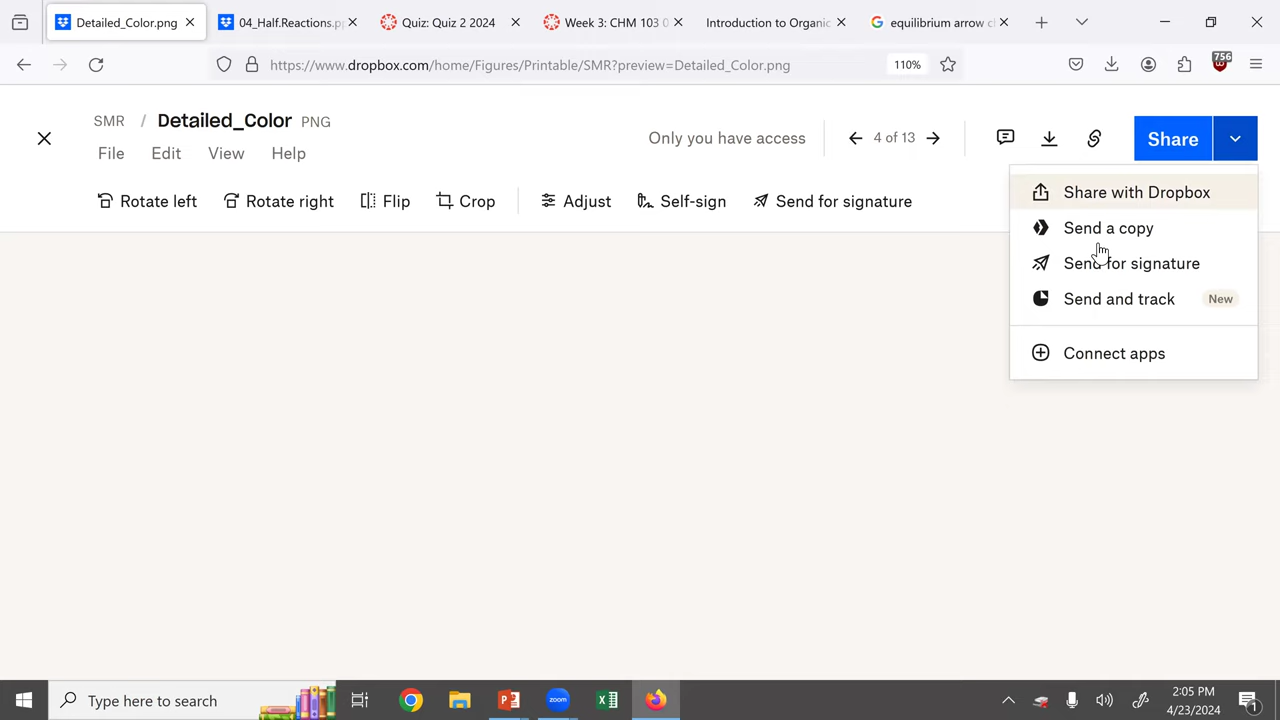 Detailed_Color.png
04_Half.Reactions.p
Quiz: Quiz 2 2024
Week 3: CHM 103 0
Introduction to Organic
equilibrium arrow c
https://www.dropbox.com/home/Figures/Printable/SMR?preview=Detailed_Color.png
110%
756
SMR / Detailed_Color PNG
Only you have access
4 of 13
Share
File Edit View Help
Rotate left Rotate right Flip Crop Adjust Self-sign Send for signature
Share with Dropbox
Send a copy
Send for signature
Send and track New
Connect apps
Type here to search
zoom
2:05 PM
4/23/2024
1